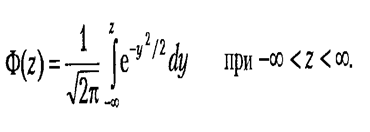 Φ(z) = 1/√2π ∫_{-∞}^{z} e^{-y²/2} dy при -∞ < z < ∞.